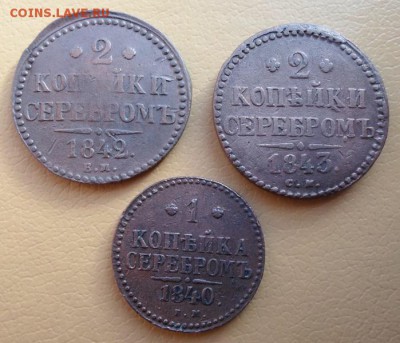 COINS.LAVE.RU
2
КОПѢЙКИ
СЕРЕБРОМЪ
1842.
Е.М.
2
КОПѢЙКИ
СЕРЕБРОМЪ
1843.
С.М.
1
КОПѢЙКА
СЕРЕБРОМЪ
1840.